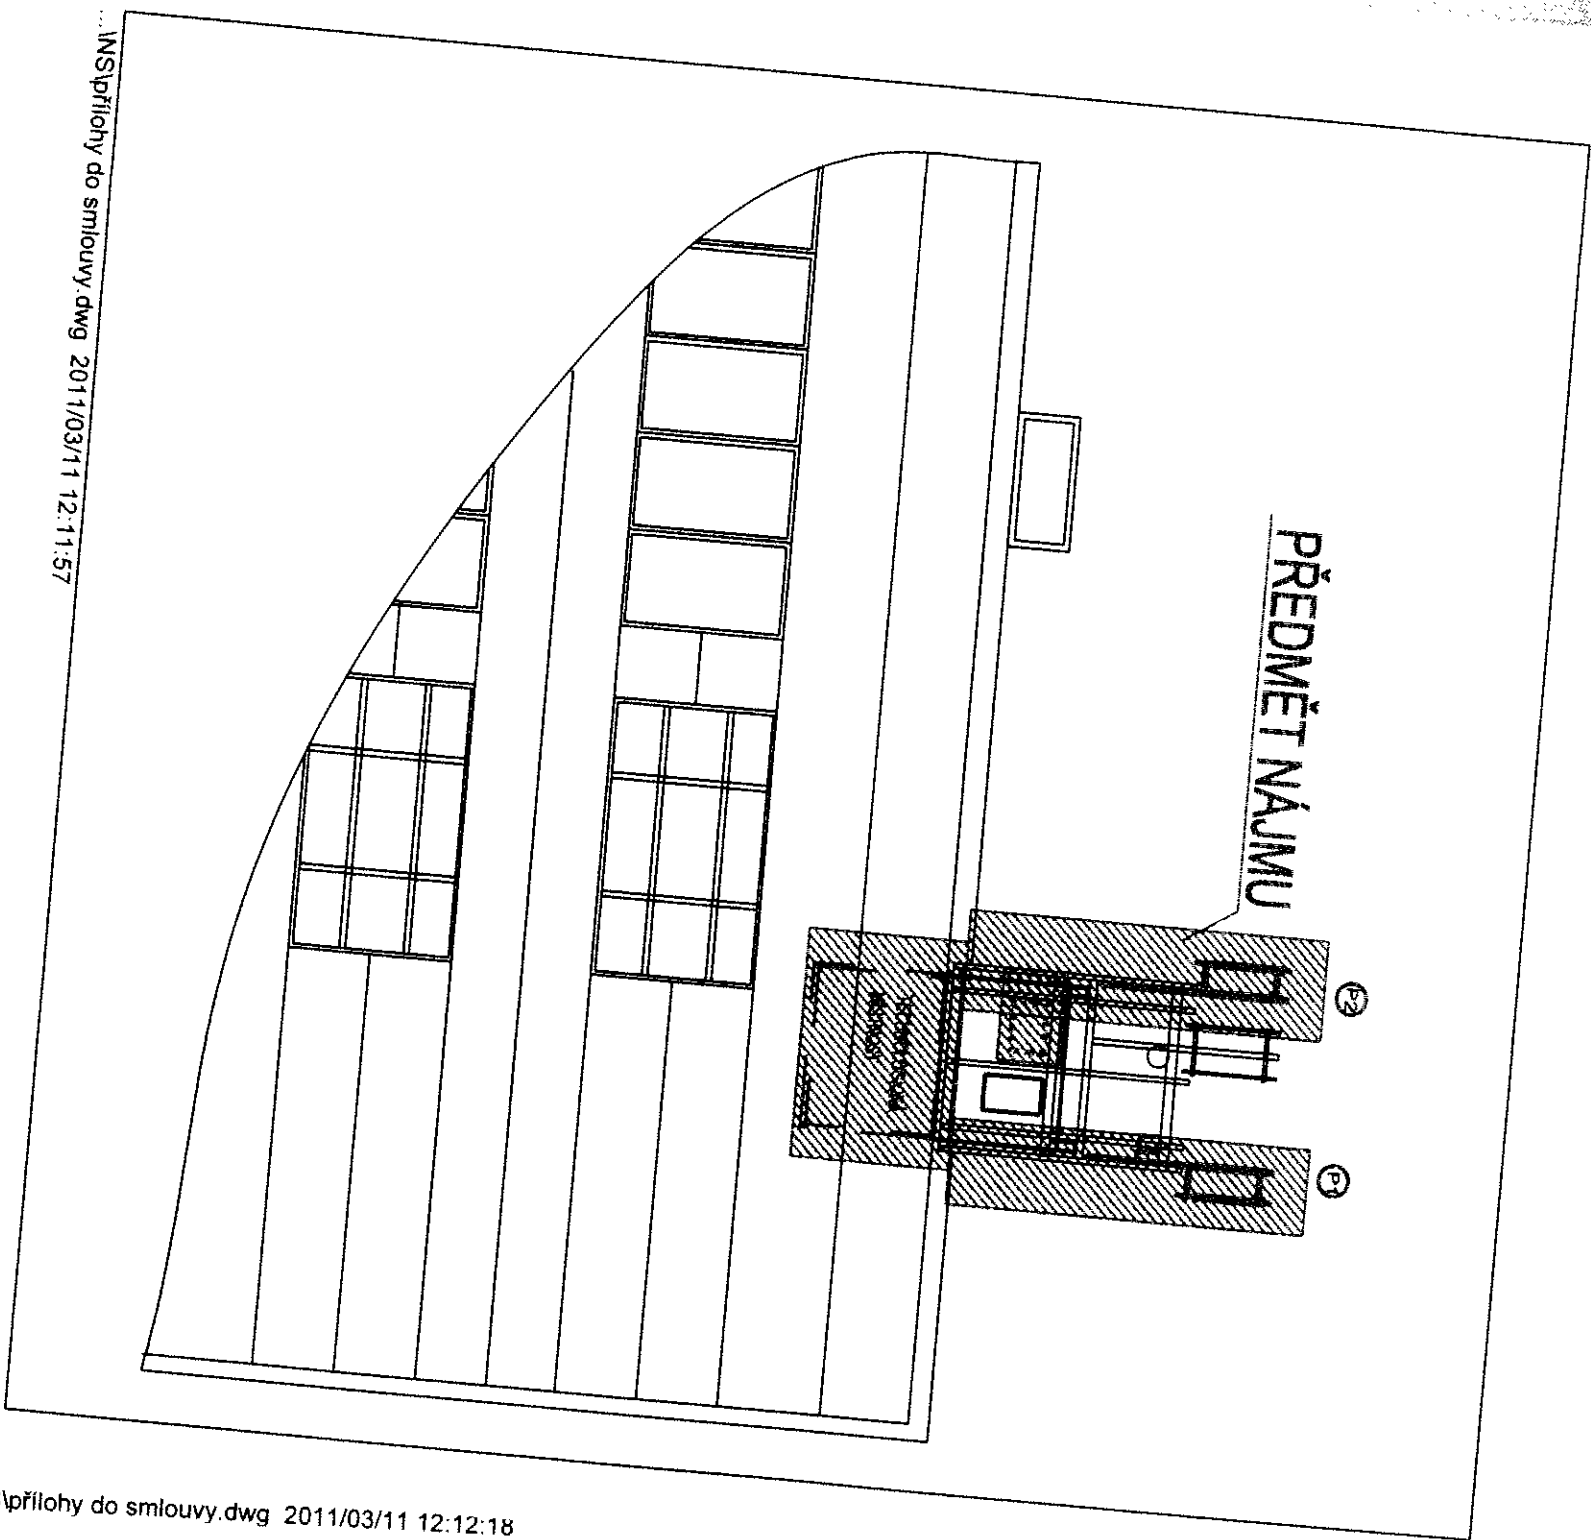 PŘEDMĚT NÁJMU
P2
P1
...\NS\přílohy do smlouvy.dwg 2011/03/11 12:11:57
\přílohy do smlouvy.dwg 2011/03/11 12:12:18